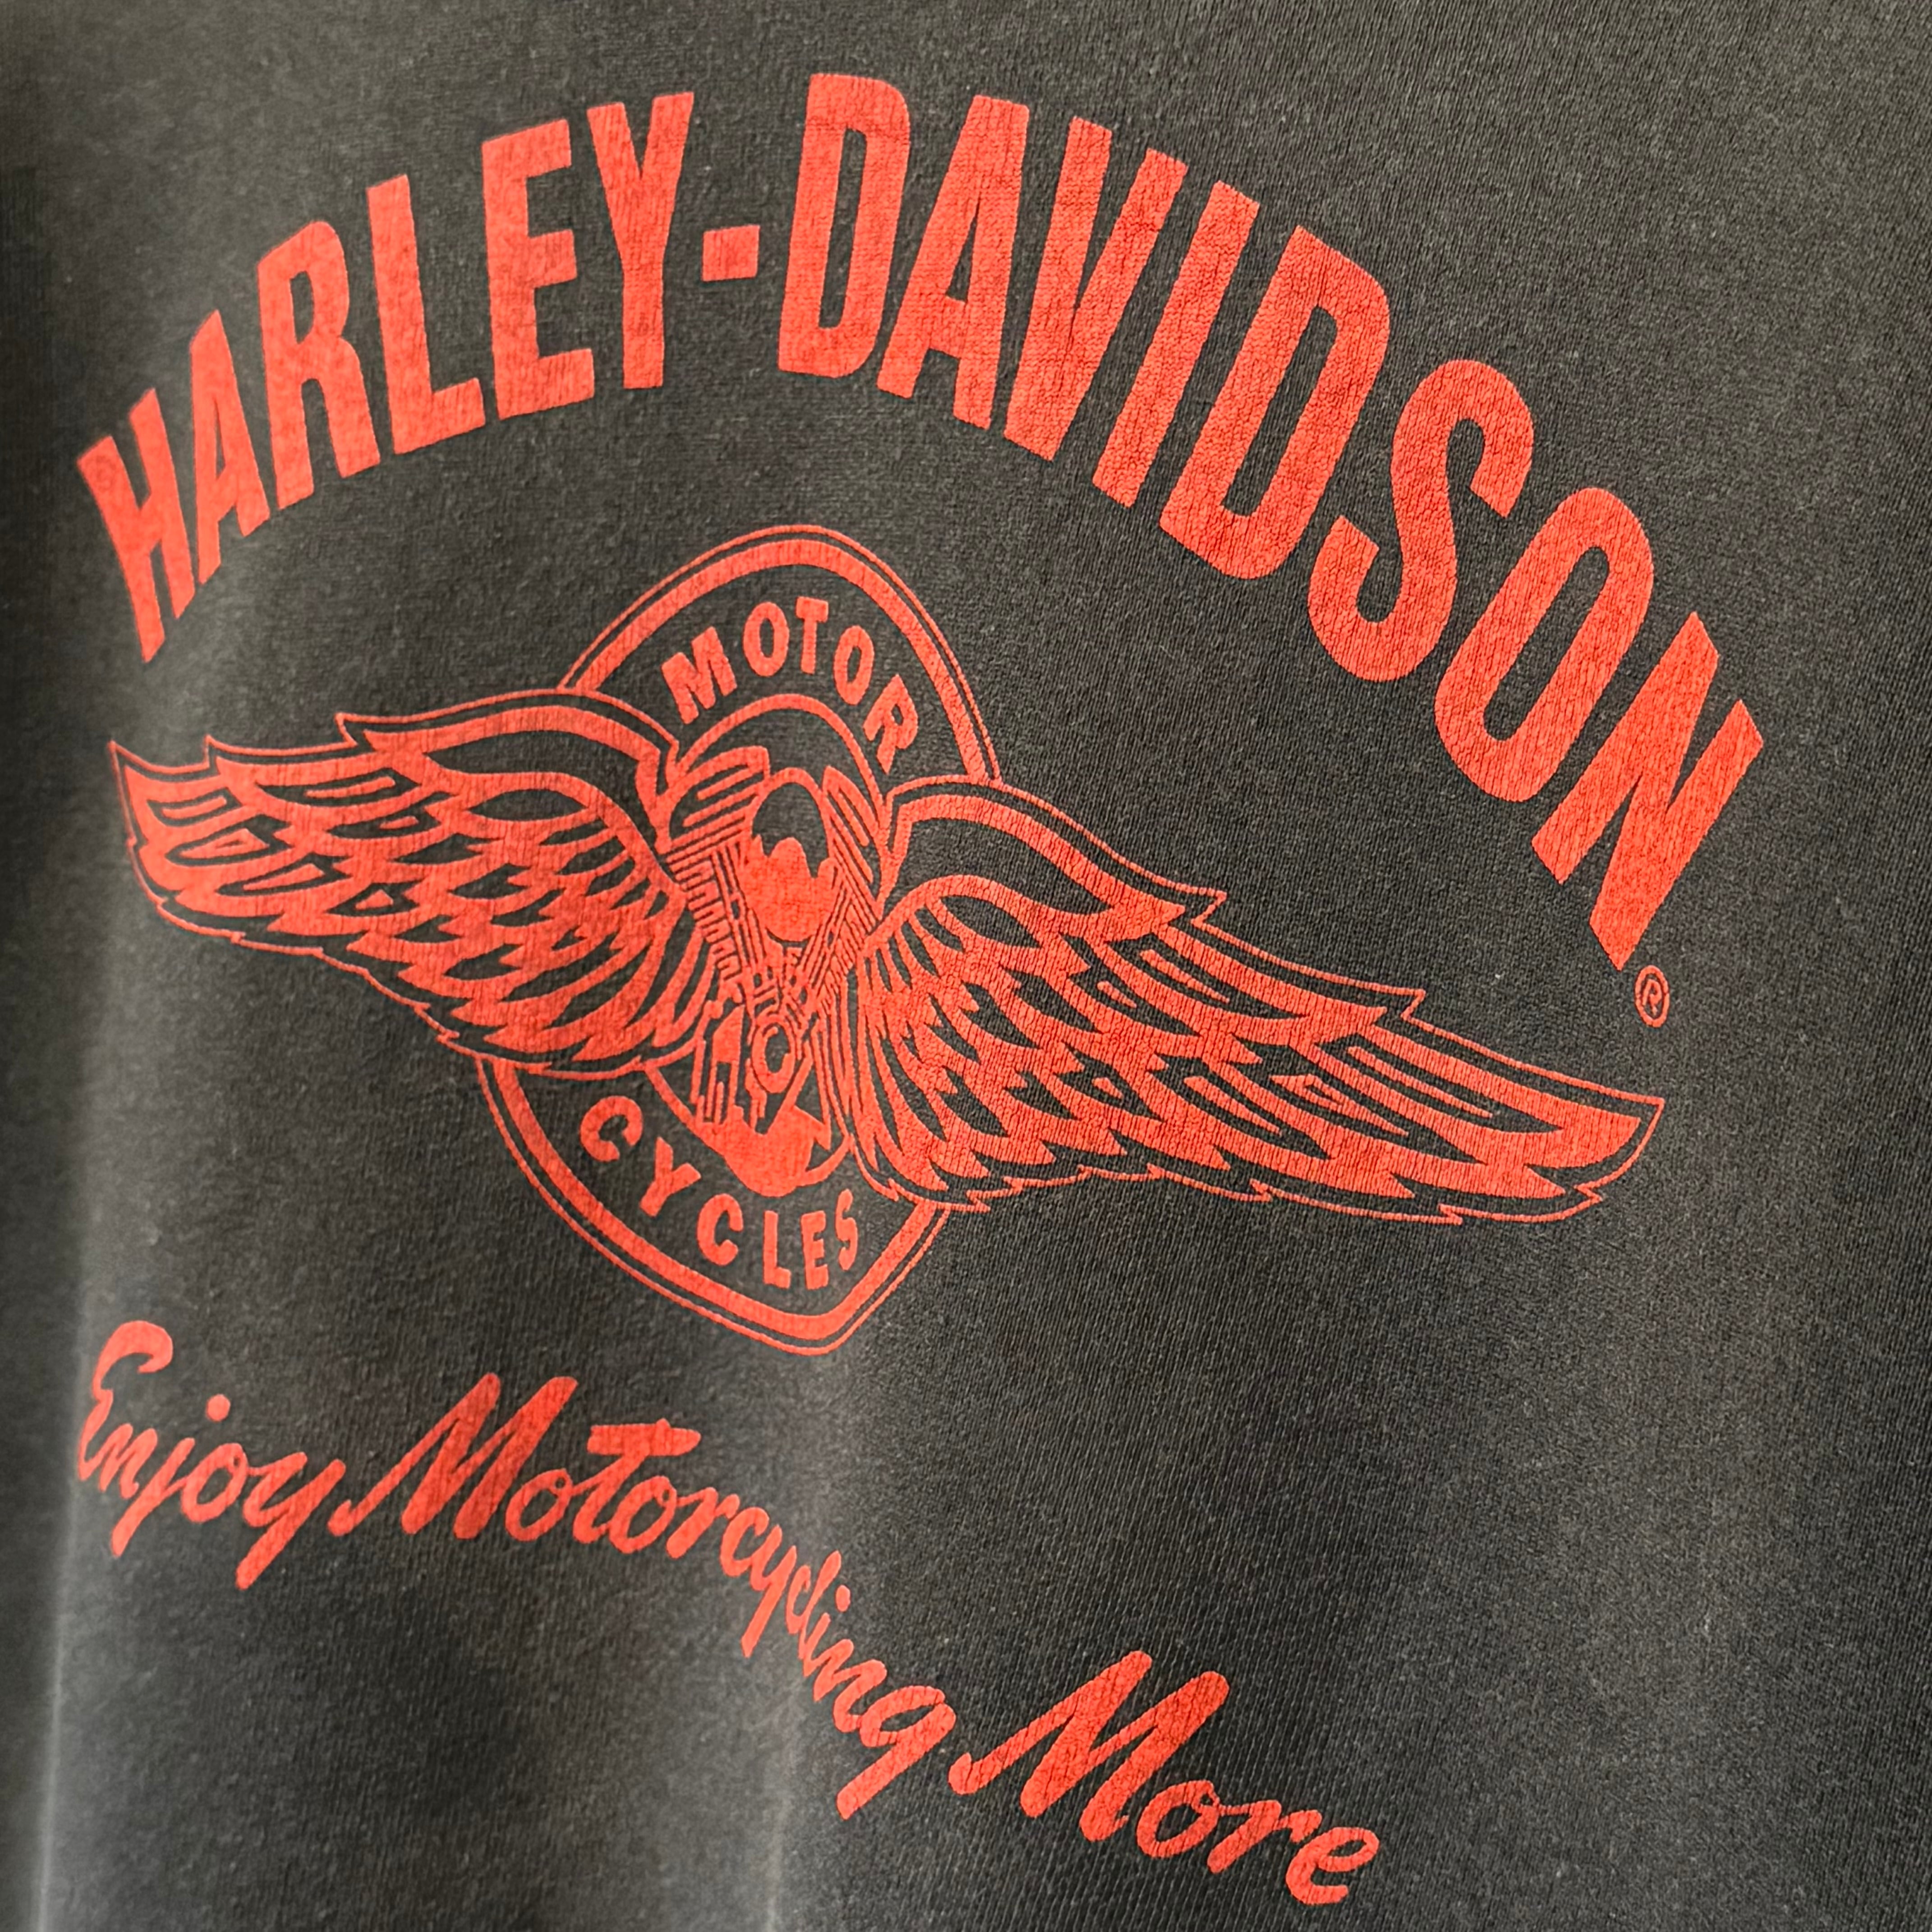 HARLEY-DAVIDSON®
MOTOR
CYCLES
Enjoy Motorcycling More